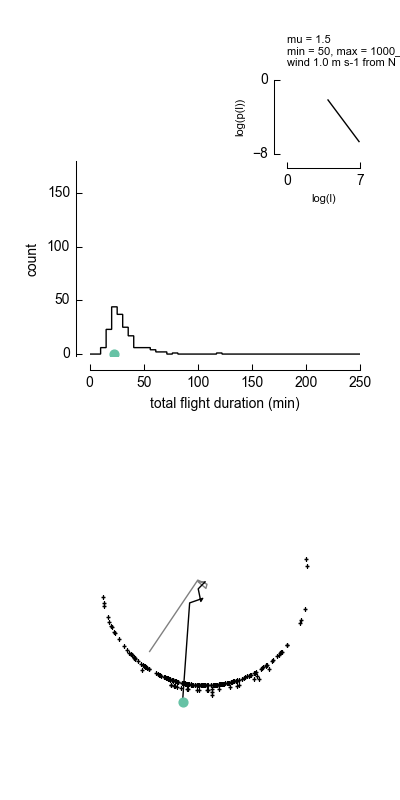 mu = 1.5
min = 50, max = 1000_
wind 1.0 m s-1 from N
0
log(p(l))
−8
0
7
log(l)
150
100
count
50
0
0
50
100
150
200
250
total flight duration (min)